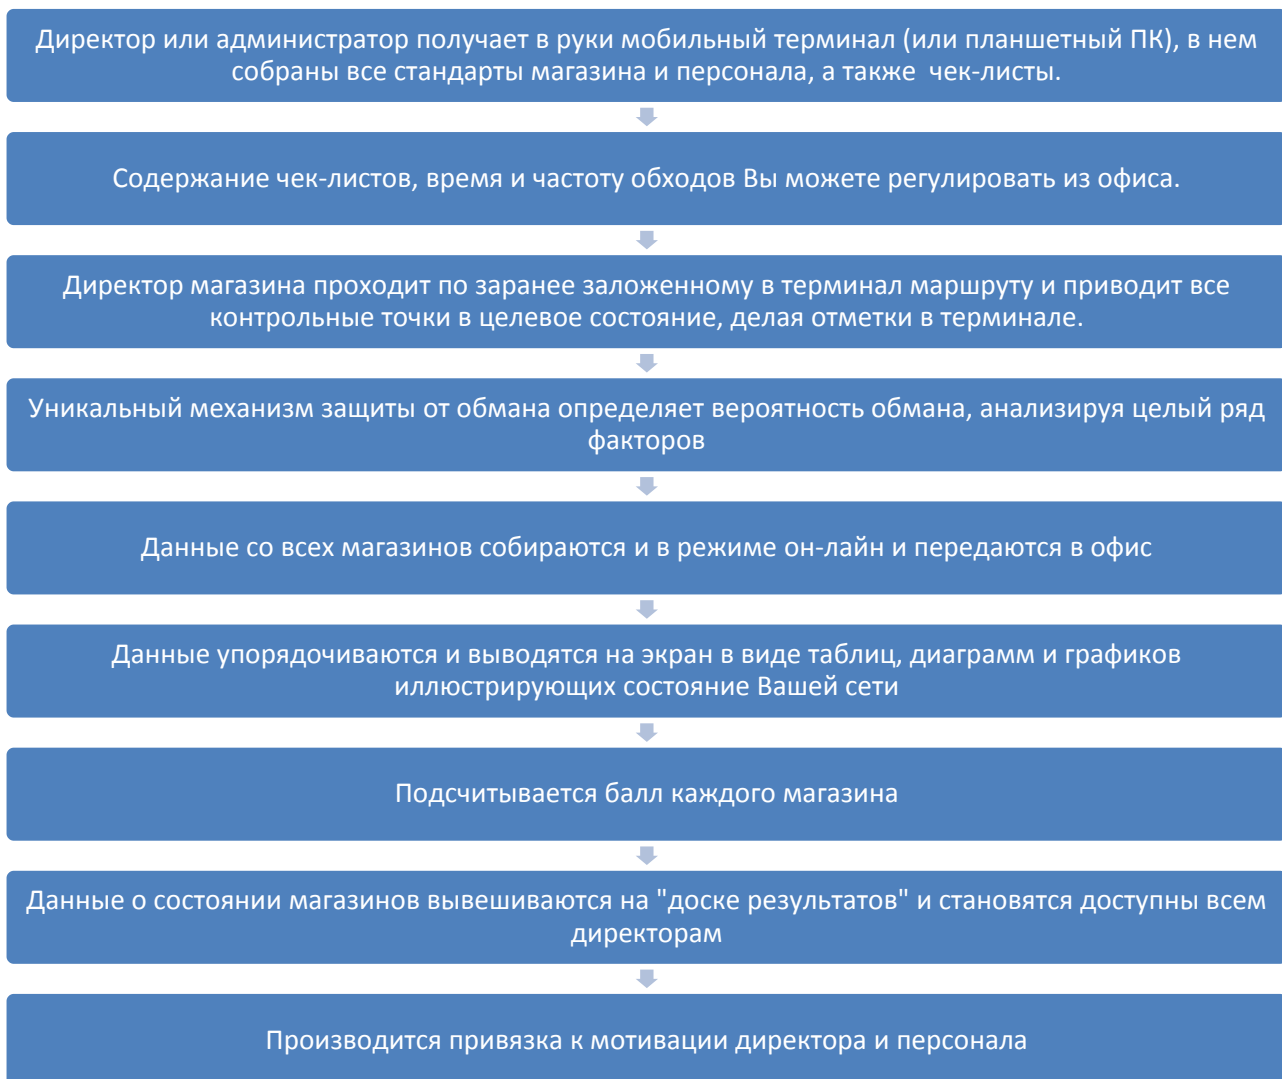 Директор или администратор получает в руки мобильный терминал (или планшетный ПК), в нем
собраны все стандарты магазина и персонала, а также  чек-листы.
Содержание чек-листов, время и частоту обходов Вы можете регулировать из офиса.
Директор магазина проходит по заранее заложенному в терминал маршруту и приводит все
контрольные точки в целевое состояние, делая отметки в терминале.
Уникальный механизм защиты от обмана определяет вероятность обмана, анализируя целый ряд
факторов
Данные со всех магазинов собираются и в режиме он-лайн и передаются в офис
Данные упорядочиваются и выводятся на экран в виде таблиц, диаграмм и графиков
иллюстрирующих состояние Вашей сети
Подсчитывается балл каждого магазина
Данные о состоянии магазинов вывешиваются на "доске результатов" и становятся доступны всем
директорам
Производится привязка к мотивации директора и персонала